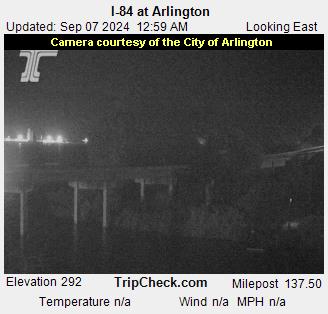 I-84 at Arlington
Updated: Sep 07 2024 12:59 AM Looking East
Camera courtesy of the City of Arlington
Elevation 292 TripCheck.com Milepost 137.50
Temperature n/a Wind n/a MPH n/a